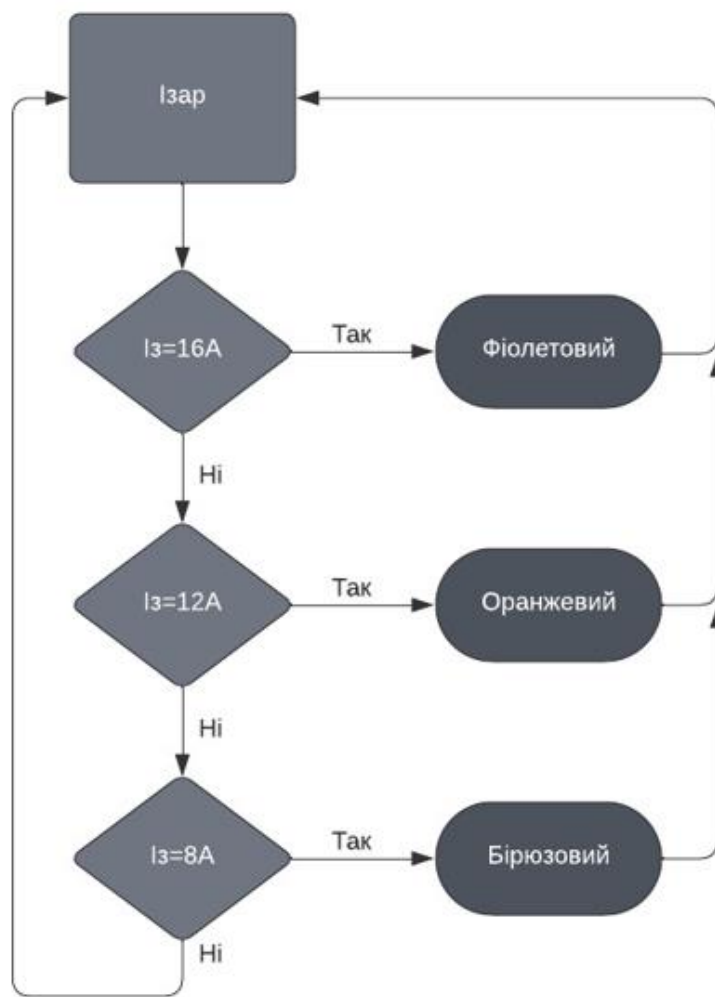 Ізар
Із=16А
Так
Фіолетовий
Ні
Із=12А
Так
Оранжевий
Ні
Із=8А
Так
Бірюзовий
Ні